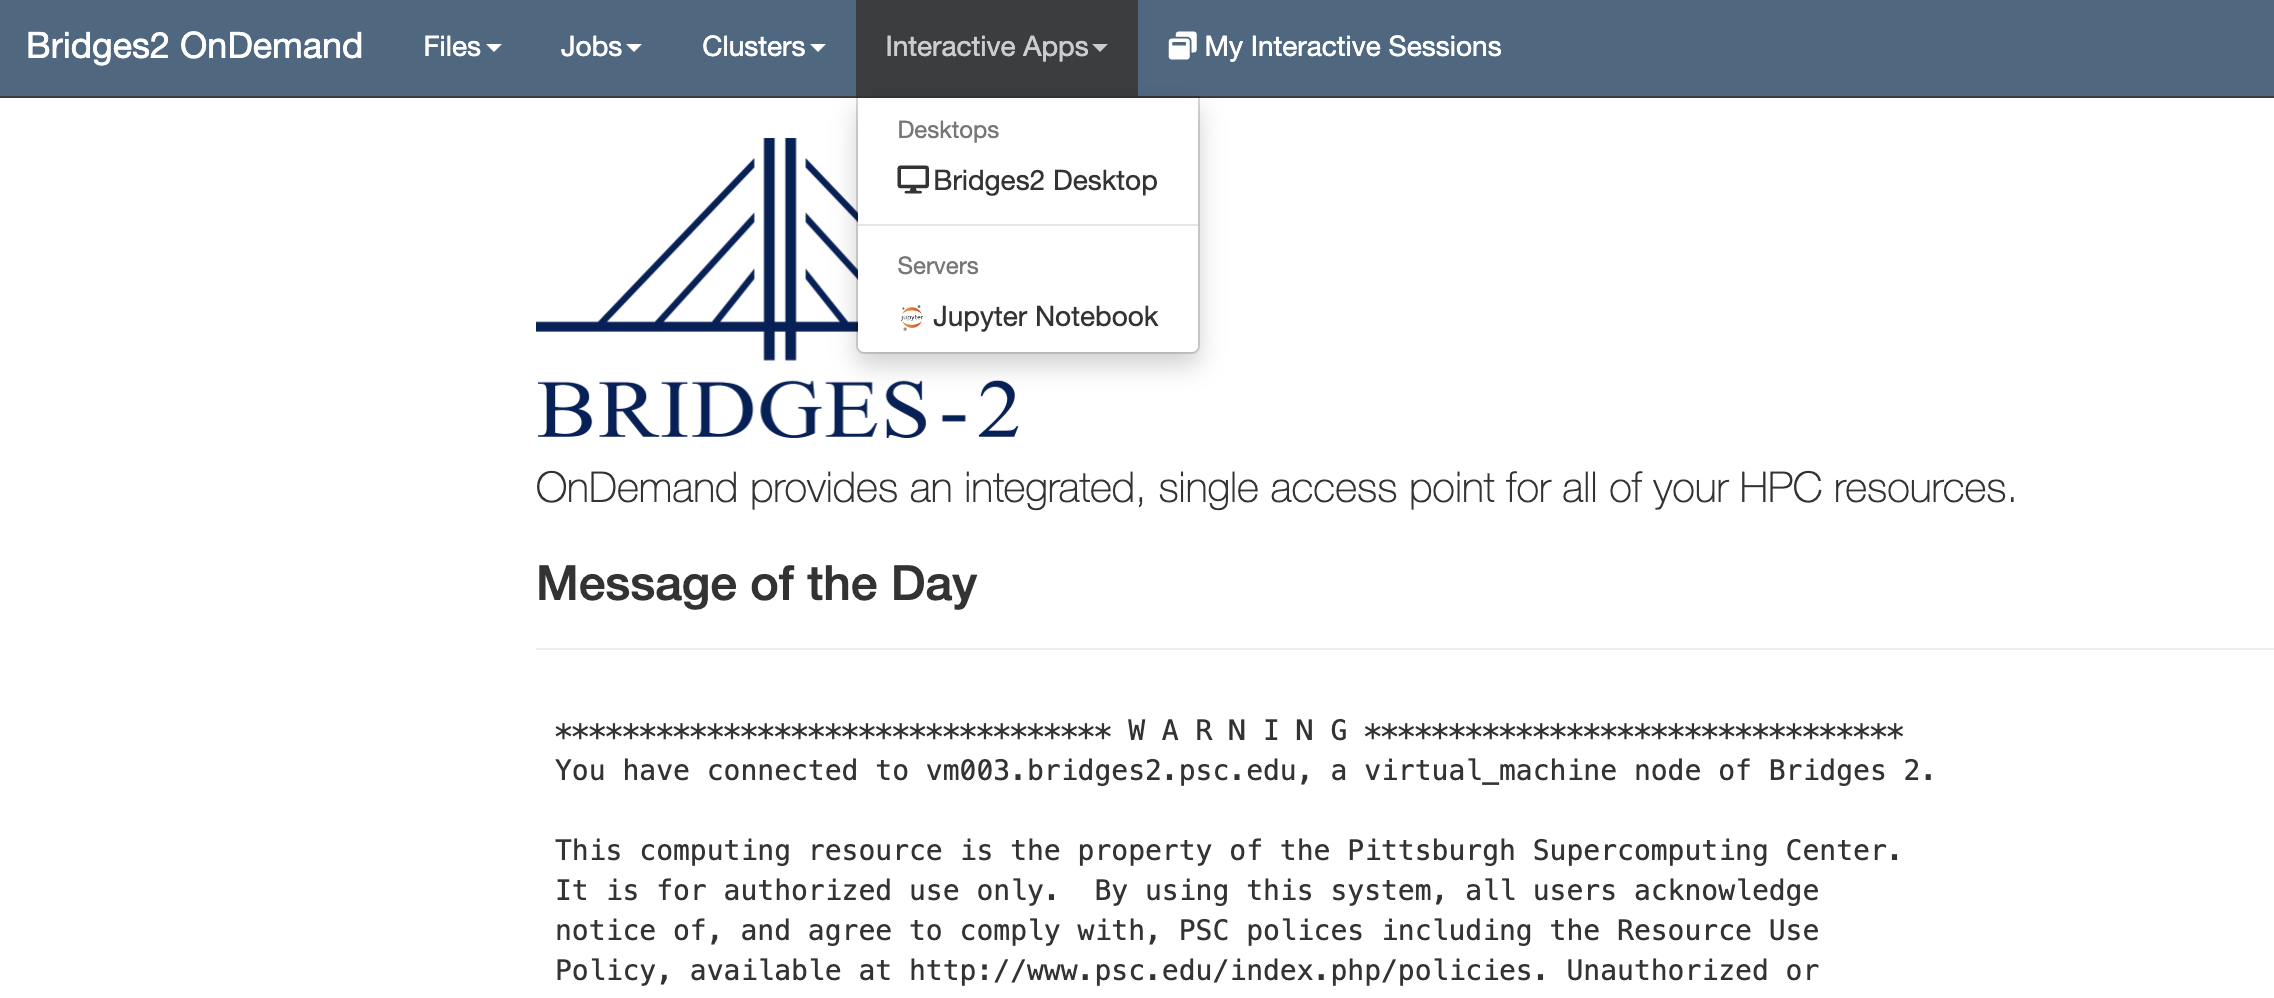 Bridges2 OnDemand Files Jobs Clusters Interactive Apps My Interactive Sessions
Desktops
Bridges2 Desktop
Servers
jupyter Jupyter Notebook
BRIDGES-2
OnDemand provides an integrated, single access point for all of your HPC resources.
Message of the Day
********************************* W A R N I N G ********************************
You have connected to vm003.bridges2.psc.edu, a virtual_machine node of Bridges 2.
This computing resource is the property of the Pittsburgh Supercomputing Center.
It is for authorized use only.  By using this system, all users acknowledge
notice of, and agree to comply with, PSC polices including the Resource Use
Policy, available at http://www.psc.edu/index.php/policies. Unauthorized or